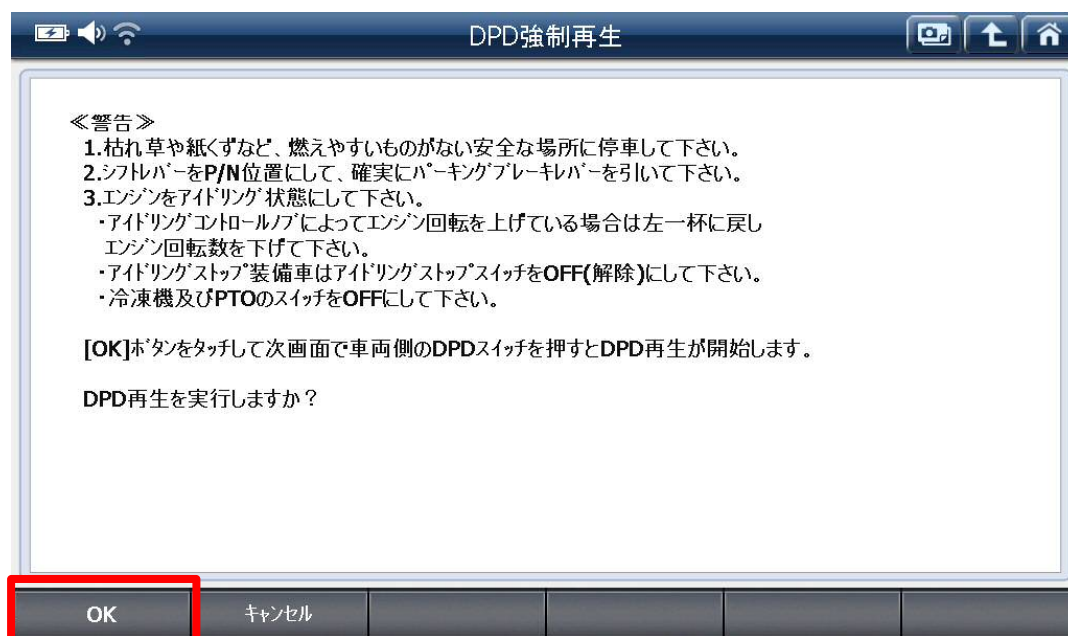 DPD強制再生
≪警告≫
1.枯れ草や紙くずなど、燃えやすいものがない安全な場所に停車して下さい。
2.ｼﾌﾄﾚﾊﾞｰをP/N位置にして、確実にﾊﾟｰｷﾝｸﾞﾌﾞﾚｰｷﾚﾊﾞｰを引いて下さい。
3.ｴﾝｼﾞﾝをｱｲﾄﾞﾘﾝｸﾞ状態にして下さい。
・ｱｲﾄﾞﾘﾝｸﾞｺﾝﾄﾛｰﾙﾉﾌﾞによってｴﾝｼﾞﾝ回転を上げている場合は左一杯に戻し
ｴﾝｼﾞﾝ回転数を下げて下さい。
・ｱｲﾄﾞﾘﾝｸﾞｽﾄｯﾌﾟ装備車はｱｲﾄﾞﾘﾝｸﾞｽﾄｯﾌﾟｽｲｯﾁをOFF(解除)にして下さい。
・冷凍機及びPTOのｽｲｯﾁをOFFにして下さい。
[OK]ﾎﾞﾀﾝをﾀｯﾁして次画面で車両側のDPDｽｲｯﾁを押すとDPD再生が開始します。
DPD再生を実行しますか？
OK ｷｬﾝｾﾙ